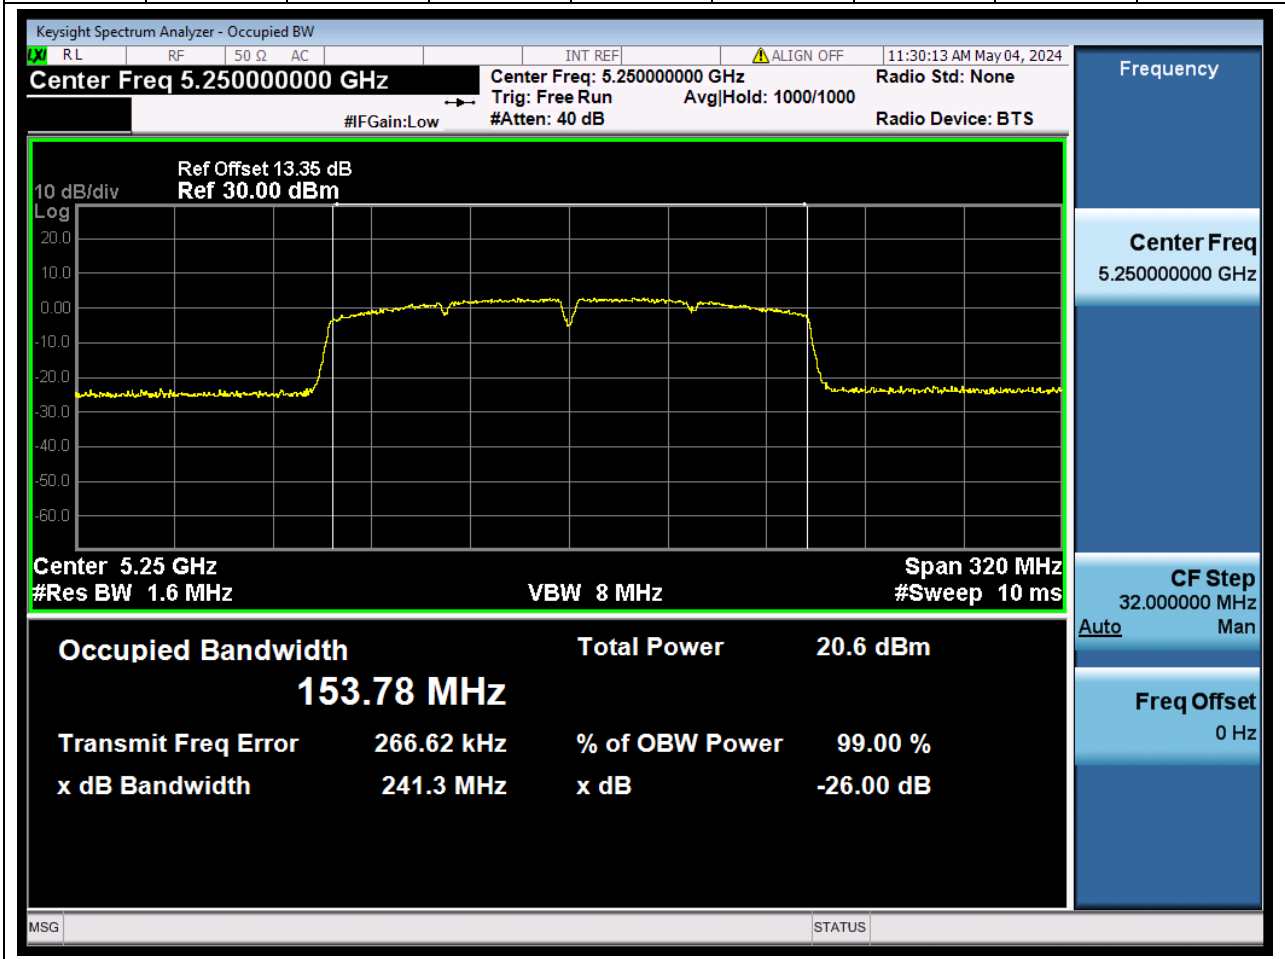 Keysight Spectrum Analyzer - Occupied BW
LXI RL RF 50 Ω AC INT REF ALIGN OFF 11:30:13 AM May 04, 2024
Center Freq 5.250000000 GHz
Center Freq: 5.250000000 GHz
Radio Std: None
Trig: Free Run Avg|Hold: 1000/1000
#IFGain:Low
#Atten: 40 dB
Radio Device: BTS
Ref Offset 13.35 dB
10 dB/div Ref 30.00 dBm
Log
20.0
10.0
0.00
-10.0
-20.0
-30.0
-40.0
-50.0
-60.0
Center 5.25 GHz Span 320 MHz
#Res BW 1.6 MHz VBW 8 MHz #Sweep 10 ms
Occupied Bandwidth Total Power 20.6 dBm
153.78 MHz
Transmit Freq Error 266.62 kHz % of OBW Power 99.00 %
x dB Bandwidth 241.3 MHz x dB -26.00 dB
MSG STATUS
Frequency
Center Freq
5.250000000 GHz
CF Step
32.000000 MHz
Auto Man
Freq Offset
0 Hz